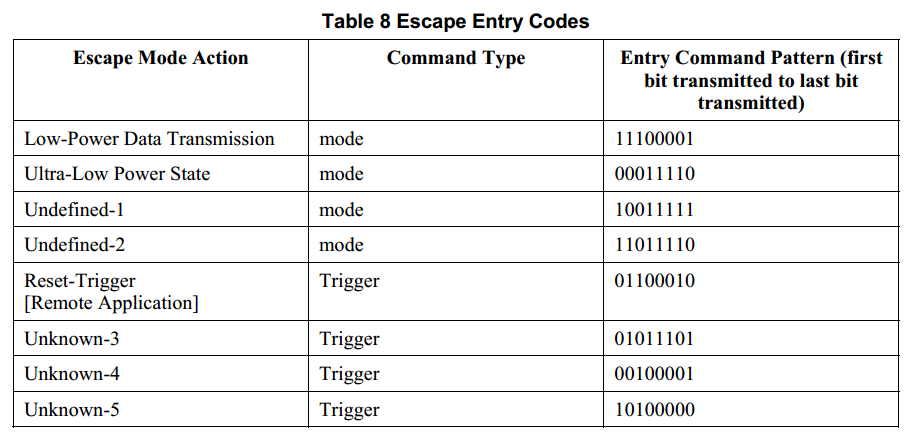 Table 8 Escape Entry Codes
Escape Mode Action Command Type Entry Command Pattern (first
bit transmitted to last bit
transmitted)
Low-Power Data Transmission mode 11100001
Ultra-Low Power State mode 00011110
Undefined-1 mode 10011111
Undefined-2 mode 11011110
Reset-Trigger Trigger 01100010
[Remote Application]
Unknown-3 Trigger 01011101
Unknown-4 Trigger 00100001
Unknown-5 Trigger 10100000